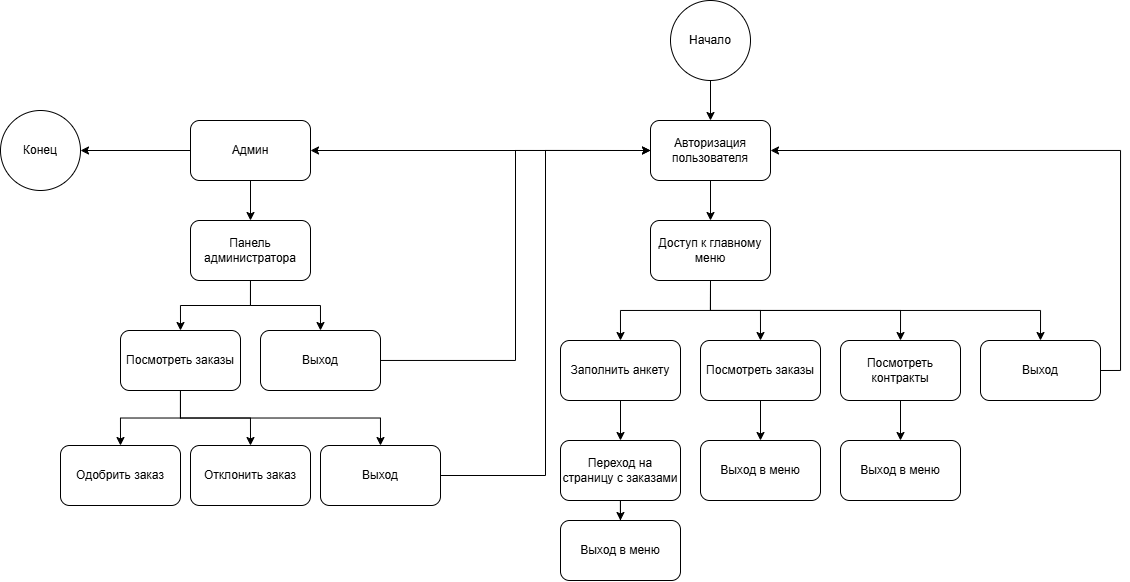 Начало
Конец
Админ
Авторизация
пользователя
Панель
администратора
Доступ к главному
меню
Посмотреть заказы
Выход
Заполнить анкету
Посмотреть заказы
Посмотреть
контракты
Выход
Одобрить заказ
Отклонить заказ
Выход
Переход на
страницу с заказами
Выход в меню
Выход в меню
Выход в меню